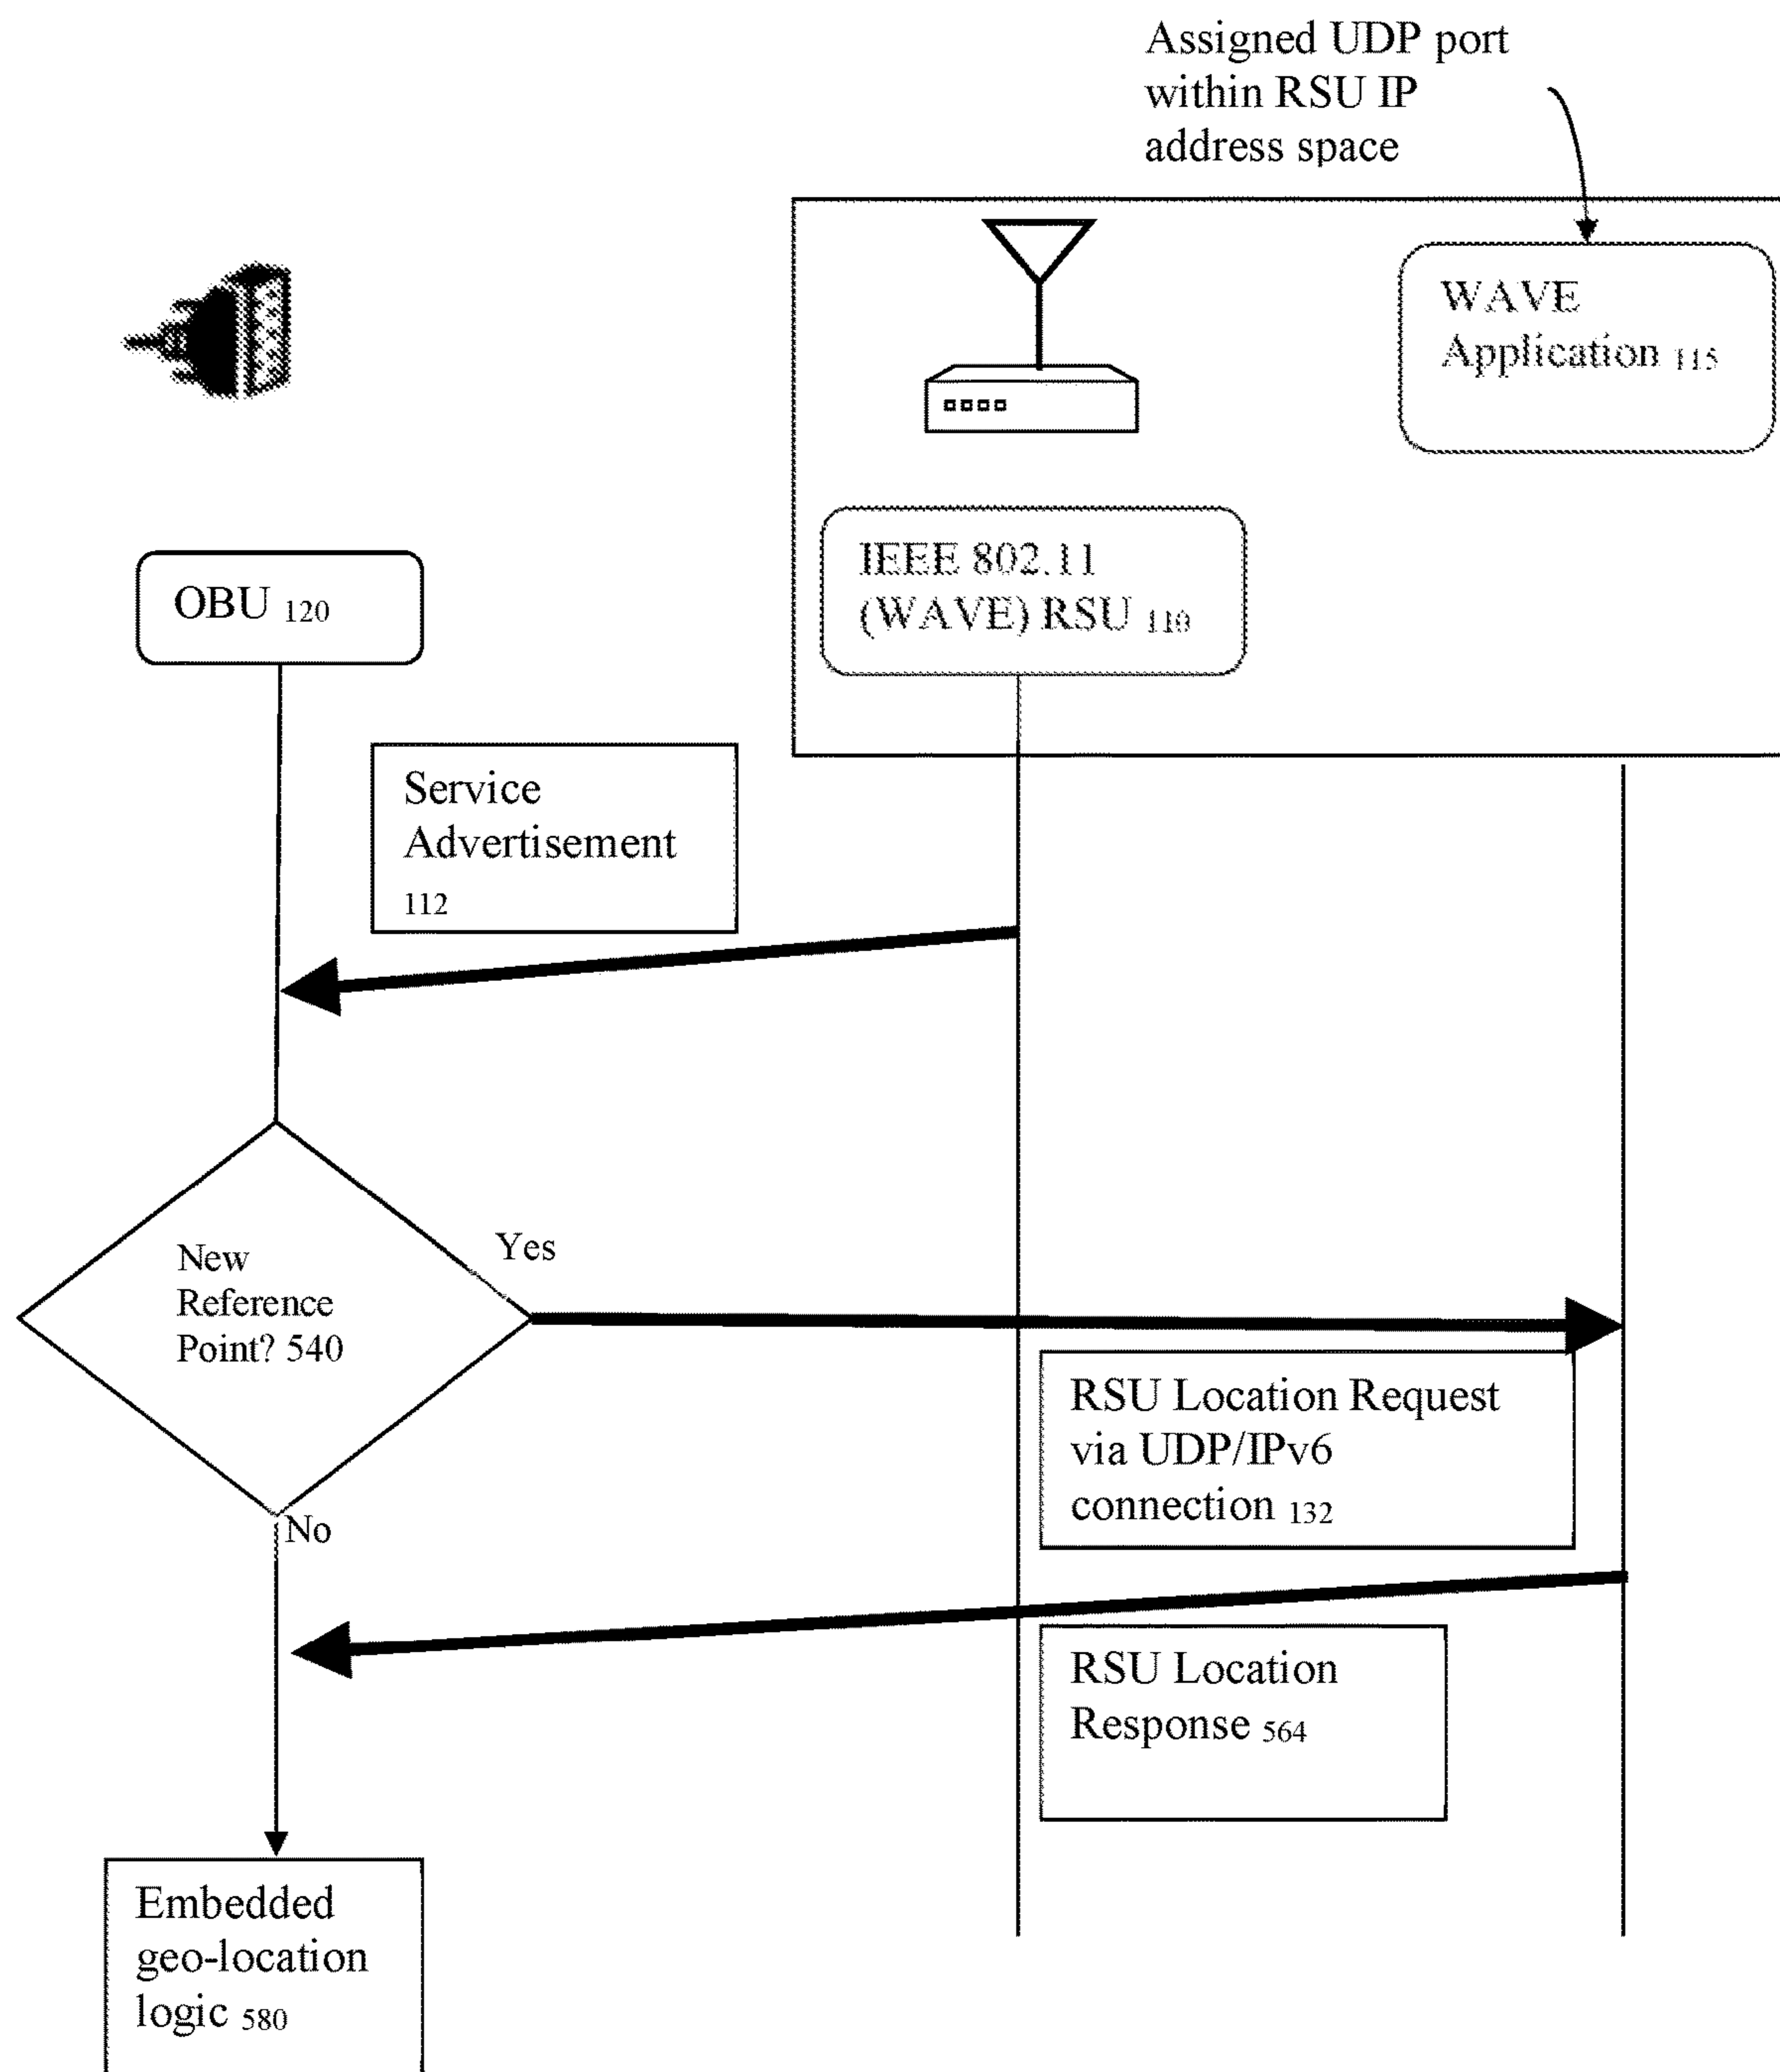 Assigned UDP port
within RSU IP
address space
WAVE
Application 115
IEEE 802.11
(WAVE) RSU 110
OBU 120
Service
Advertisement
112
Yes
New
Reference
Point? 540
RSU Location Request
via UDP/IPv6
connection 132
No
RSU Location
Response 564
Embedded
geo-location
logic 580